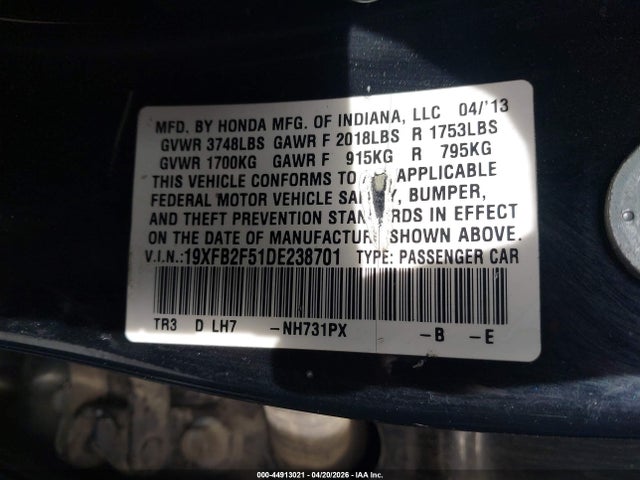 MFD. BY HONDA MFG. OF INDIANA, LLC 04/'13
GVWR 3748LBS GAWR F 2018LBS R 1753LBS
GVWR 1700KG GAWR F 915KG R 795KG
THIS VEHICLE CONFORMS TO APPLICABLE
FEDERAL MOTOR VEHICLE SA Y, BUMPER,
AND THEFT PREVENTION STAN RDS IN EFFECT
ON THE DATE OF MANUFACTUR SHOWN ABOVE.
V.I.N.: 19XFB2F51DE238701 TYPE: PASSENGER CAR
TR3 D LH7 -NH731PX -B -E
000-44913021 - 04/20/2026 - IAA Inc.